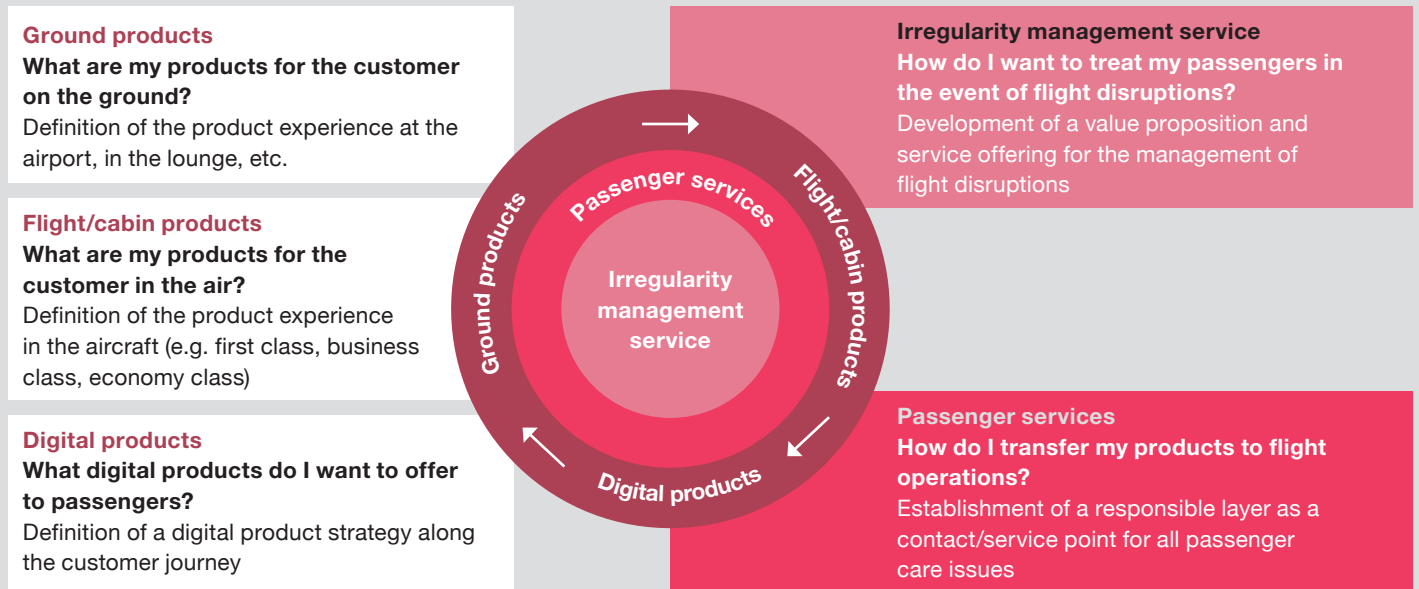 Ground products
What are my products for the customer
on the ground?
Definition of the product experience at the
airport, in the lounge, etc.
Flight/cabin products
What are my products for the
customer in the air?
Definition of the product experience
in the aircraft (e.g. first class, business
class, economy class)
Digital products
What digital products do I want to offer
to passengers?
Definition of a digital product strategy along
the customer journey
Ground products
Passenger services
Flight/cabin products
Irregularity
management
service
Digital products
Irregularity management service
How do I want to treat my passengers in
the event of flight disruptions?
Development of a value proposition and
service offering for the management of
flight disruptions
Passenger services
How do I transfer my products to flight
operations?
Establishment of a responsible layer as a
contact/service point for all passenger
care issues